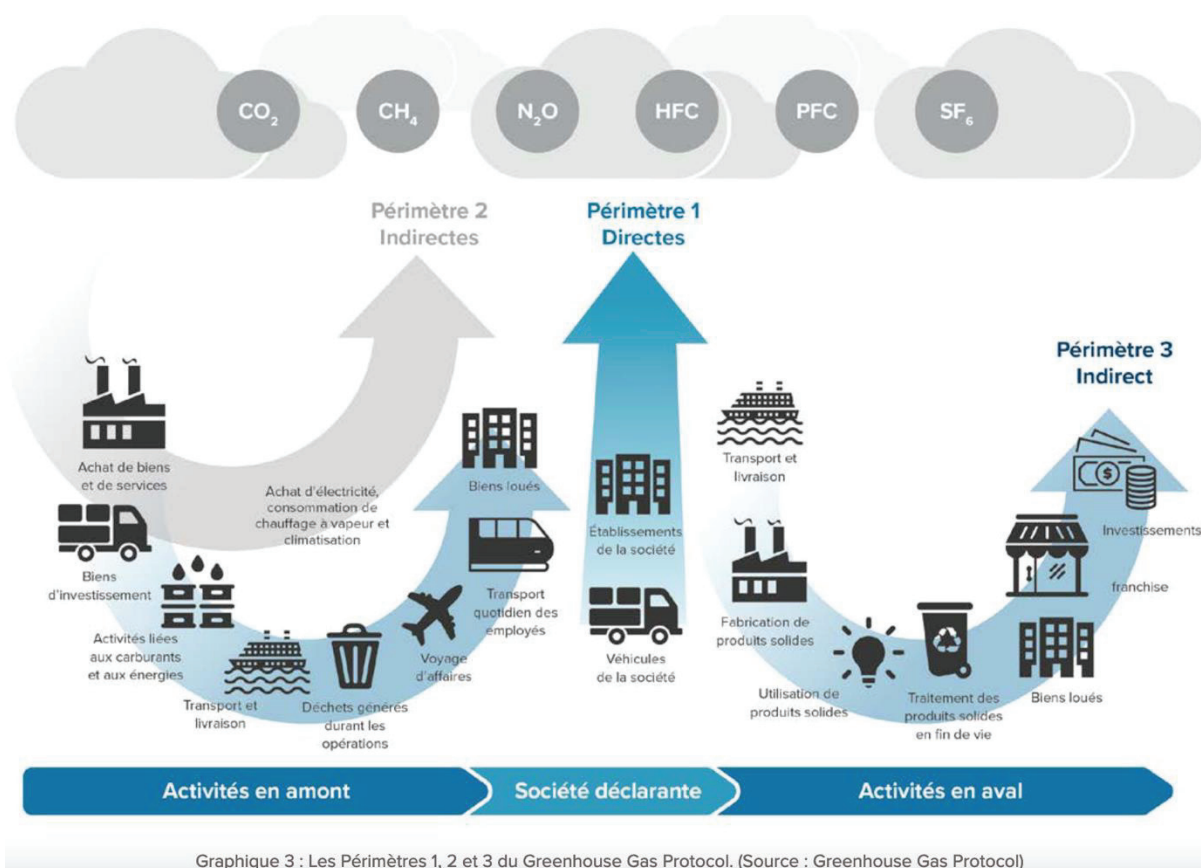 CO₂
CH₄
N₂O
HFC
PFC
SF₆
Périmètre 2
Indirectes
Périmètre 1
Directes
Périmètre 3
Indirect
Achat de biens
et de services
Achat d'électricité,
consommation de
chauffage à vapeur et
climatisation
Biens loués
Biens
d'investissement
Activités liées
aux carburants
et aux énergies
Transport et
livraison
Déchets générés
durant les
opérations
Voyage
d'affaires
Transport
quotidien des
employés
Établissements
de la société
Véhicules
de la société
Transport et
livraison
Fabrication de
produits solides
Utilisation de
produits solides
Traitement des
produits solides
en fin de vie
Biens loués
franchise
Investissements
Activités en amont
Société déclarante
Activités en aval
Graphique 3 : Les Périmètres 1, 2 et 3 du Greenhouse Gas Protocol. (Source : Greenhouse Gas Protocol)